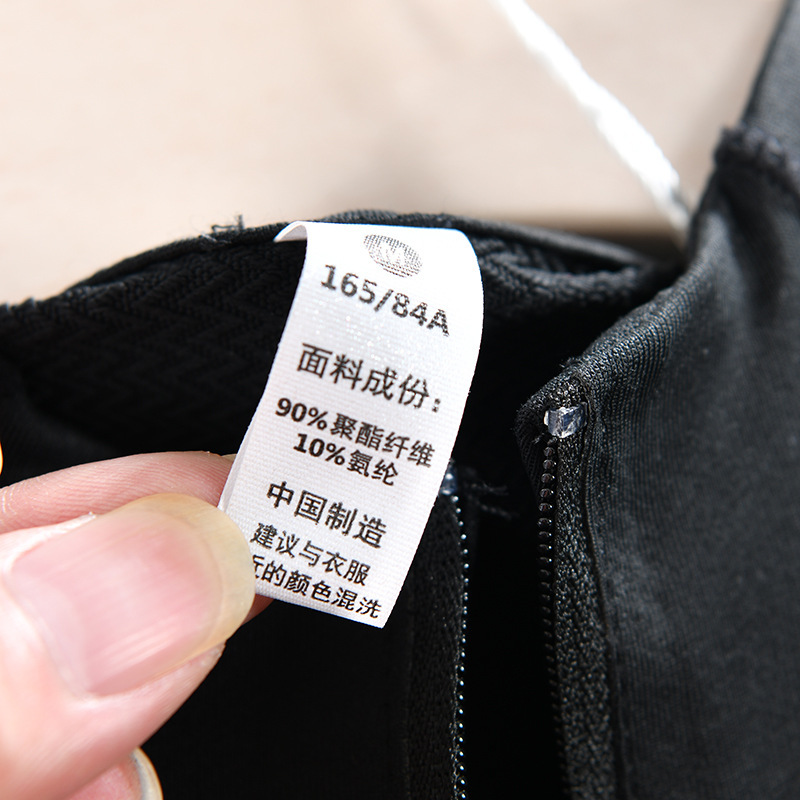 M
165/84A
面料成份：
90%聚酯纤维
10%氨纶
中国制造
建议与衣服
近的颜色混洗